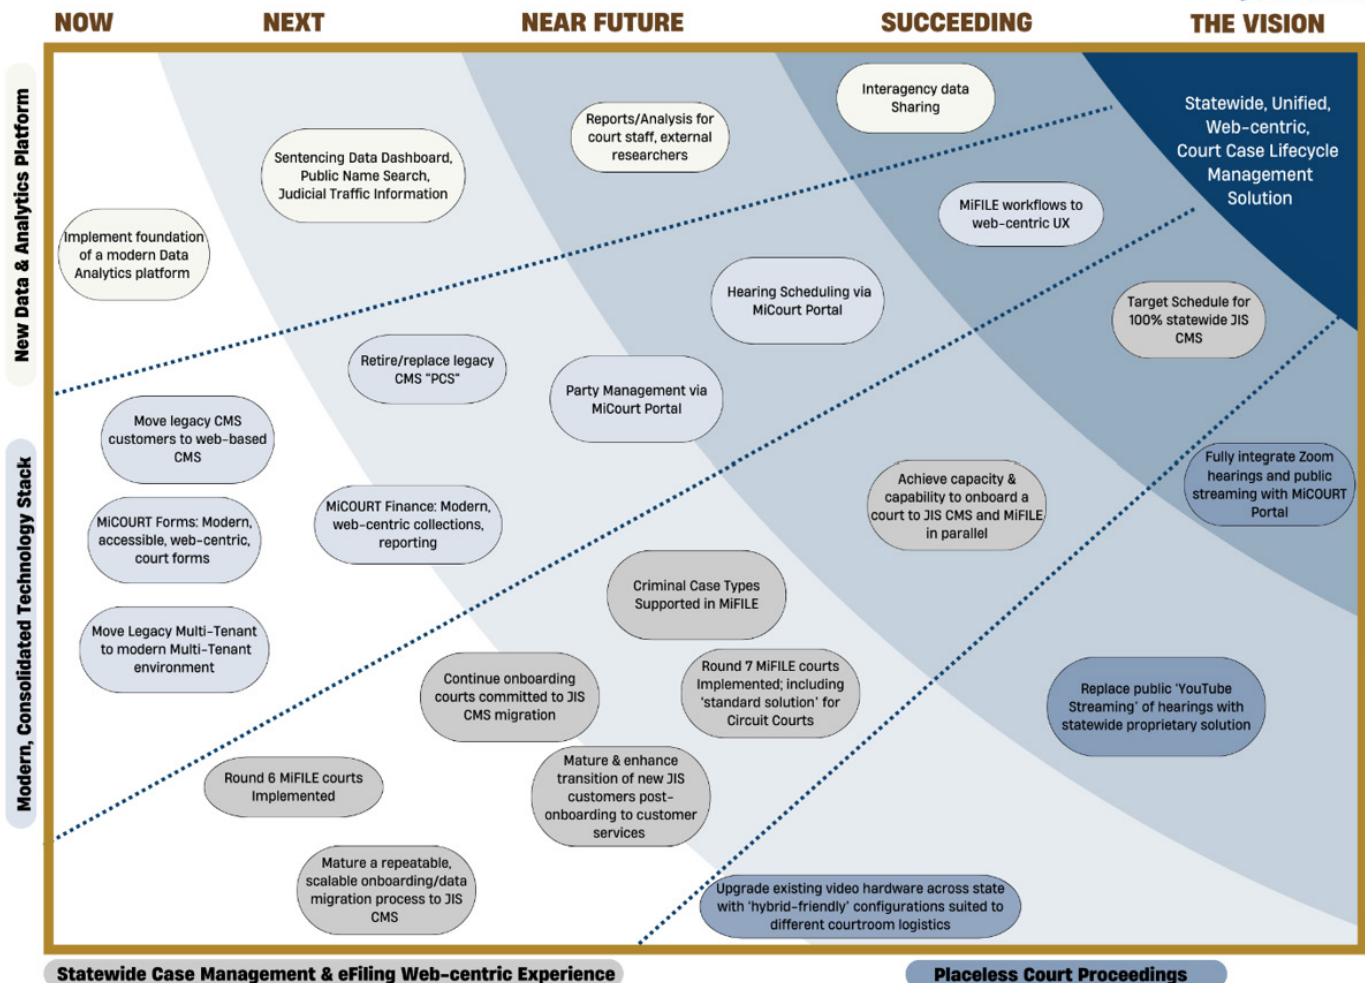 NOW
NEXT
NEAR FUTURE
SUCCEEDING
THE VISION
New Data & Analytics Platform
Modern, Consolidated Technology Stack
Implement foundation
of a modern Data
Analytics platform
Sentencing Data Dashboard,
Public Name Search,
Judicial Traffic Information
Reports/Analysis for
court staff, external
researchers
Interagency data
Sharing
Statewide, Unified,
Web-centric,
Court Case Lifecycle
Management
Solution
MiFILE workflows to
web-centric UX
Hearing Scheduling via
MiCourt Portal
Target Schedule for
100% statewide JIS
CMS
Retire/replace legacy
CMS "PCS"
Party Management via
MiCourt Portal
Move legacy CMS
customers to web-based
CMS
MiCOURT Forms: Modern,
accessible, web-centric,
court forms
MiCOURT Finance: Modern,
web-centric collections,
reporting
Move Legacy Multi-Tenant
to modern Multi-Tenant
environment
Achieve capacity &
capability to onboard a
court to JIS CMS and MiFILE
in parallel
Fully integrate Zoom
hearings and public
streaming with MiCOURT
Portal
Criminal Case Types
Supported in MiFILE
Continue onboarding
courts committed to JIS
CMS migration
Round 7 MiFILE courts
Implemented; including
'standard solution' for
Circuit Courts
Replace public 'YouTube
Streaming' of hearings with
statewide proprietary solution
Round 6 MiFILE courts
Implemented
Mature & enhance
transition of new JIS
customers post-
onboarding to customer
services
Mature a repeatable,
scalable onboarding/data
migration process to JIS
CMS
Upgrade existing video hardware across state
with 'hybrid-friendly' configurations suited to
different courtroom logistics
Statewide Case Management & eFiling Web-centric Experience
Placeless Court Proceedings